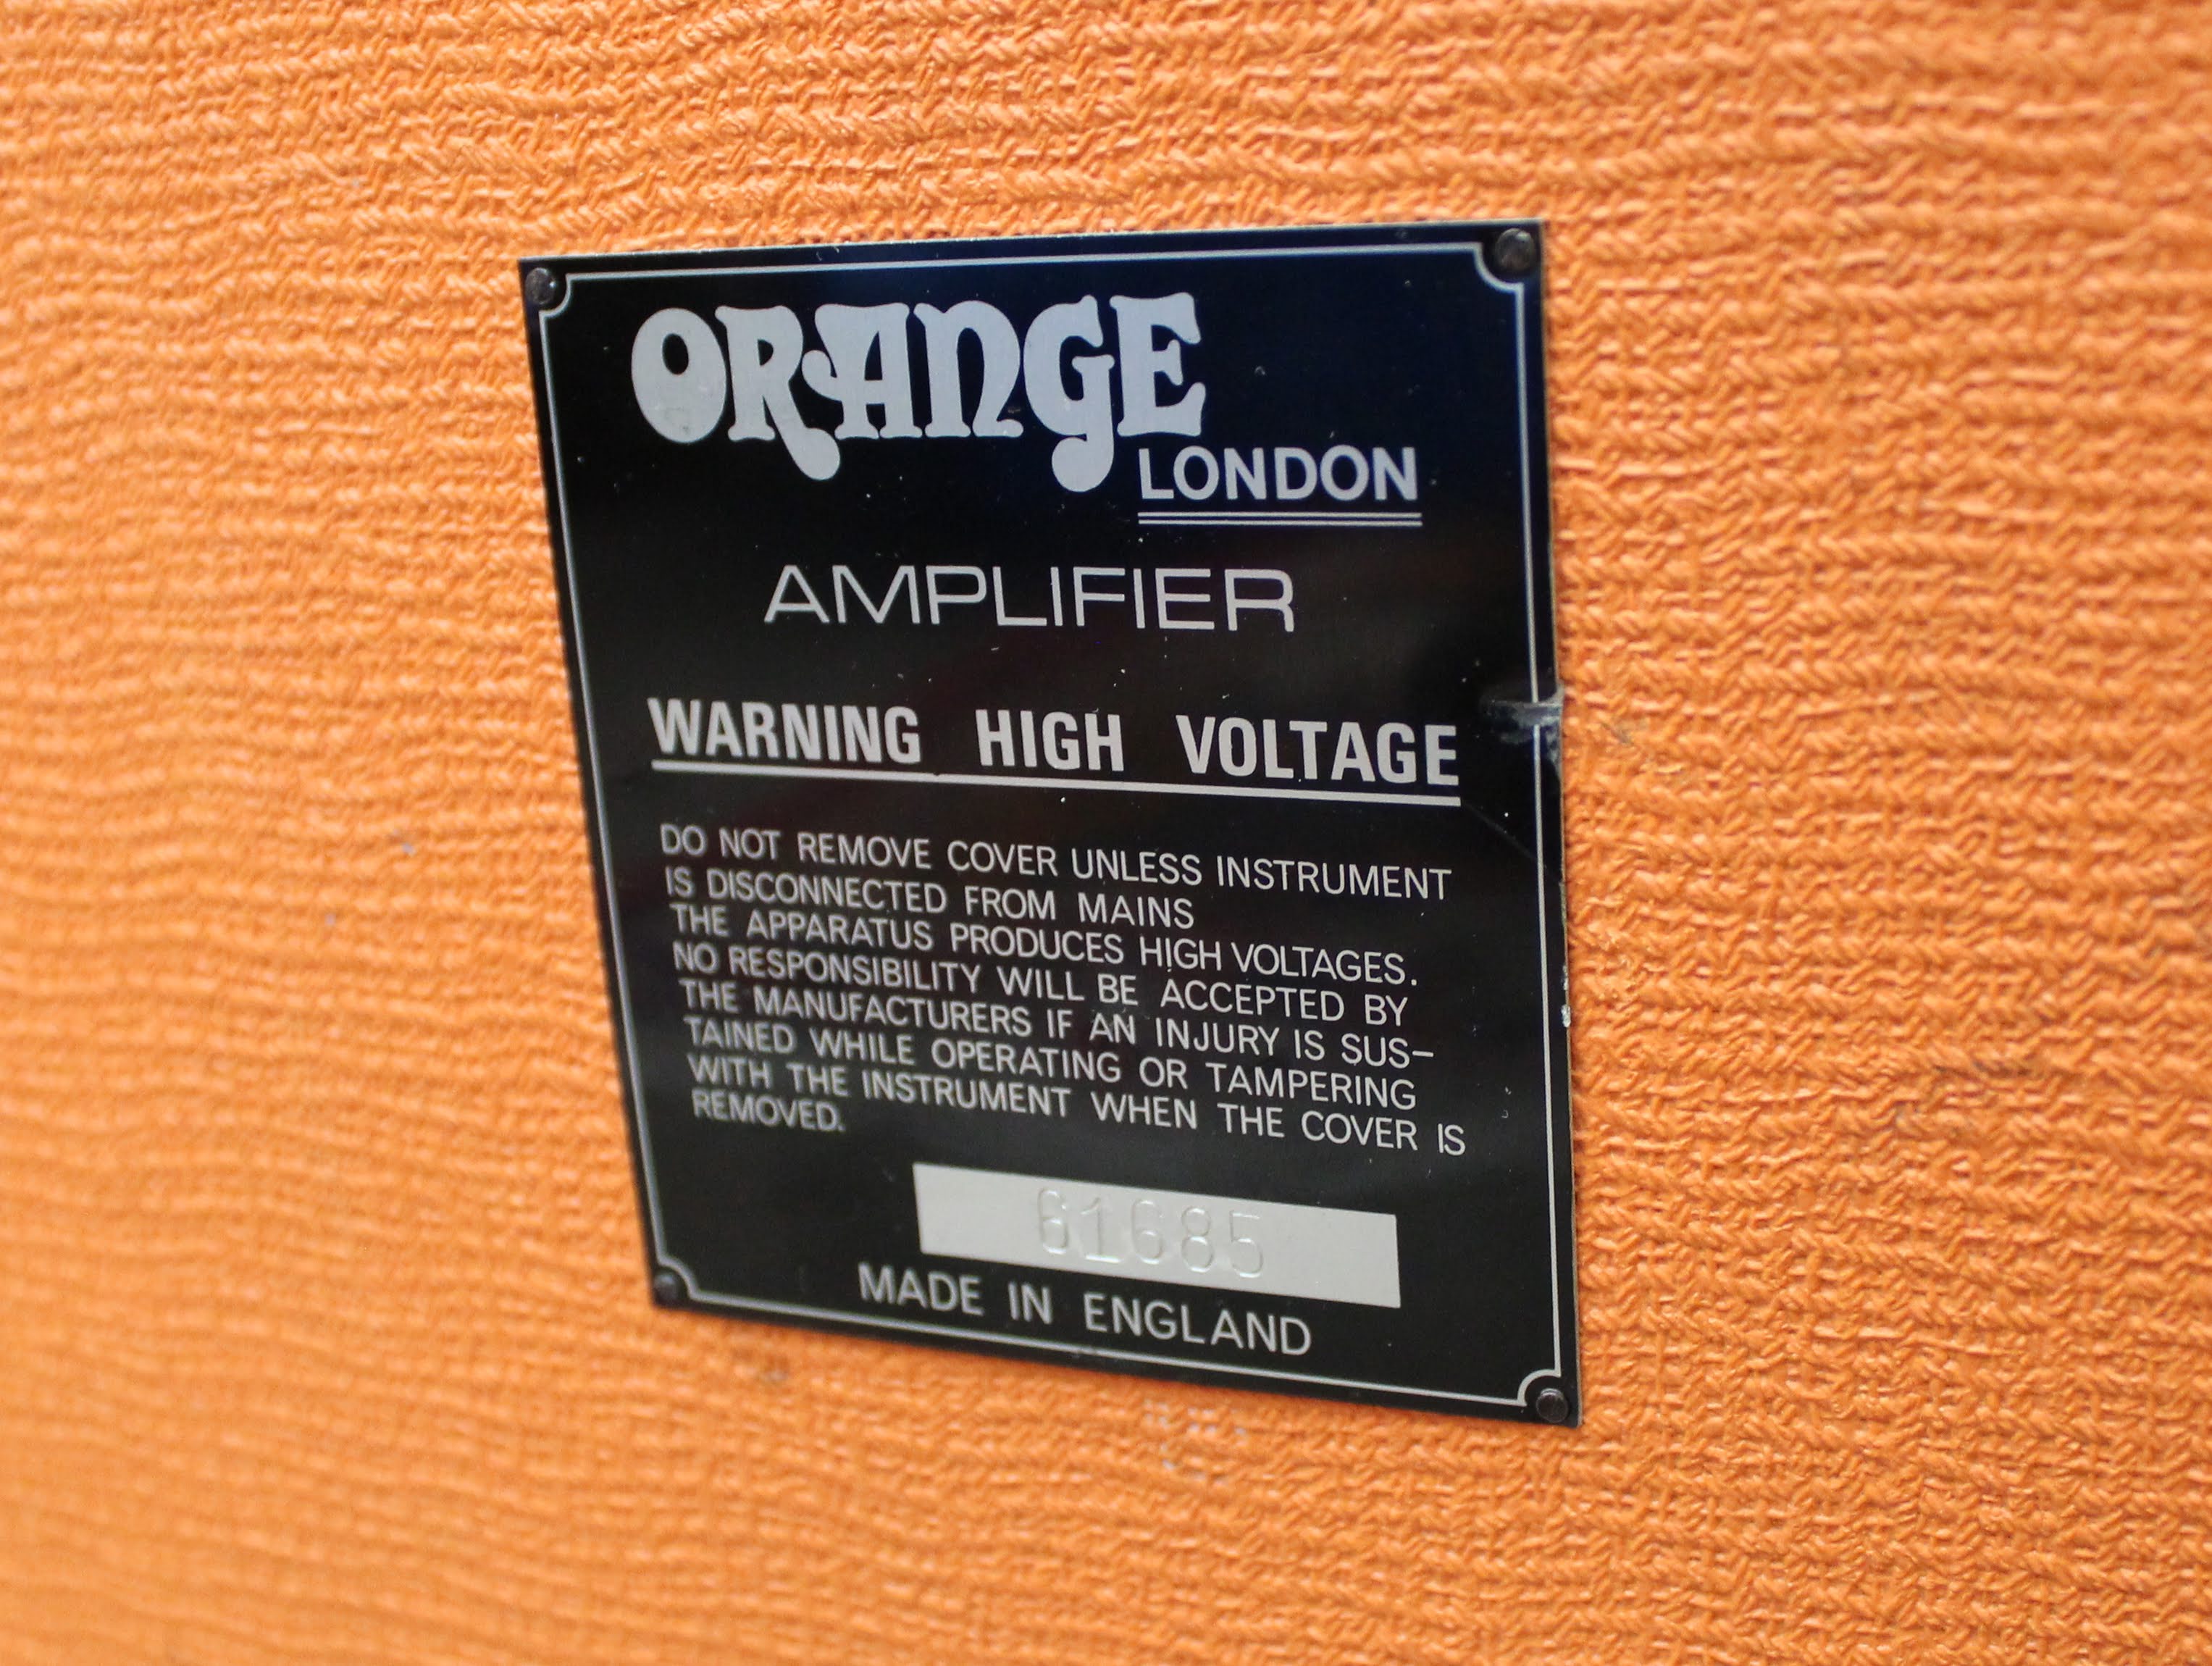 ORANGE
LONDON
AMPLIFIER
WARNING HIGH VOLTAGE
DO NOT REMOVE COVER UNLESS INSTRUMENT
IS DISCONNECTED FROM MAINS
THE APPARATUS PRODUCES HIGH VOLTAGES.
NO RESPONSIBILITY WILL BE ACCEPTED BY
THE MANUFACTURERS IF AN INJURY IS SUS–
TAINED WHILE OPERATING OR TAMPERING
WITH THE INSTRUMENT WHEN THE COVER IS
REMOVED.
61685
MADE IN ENGLAND